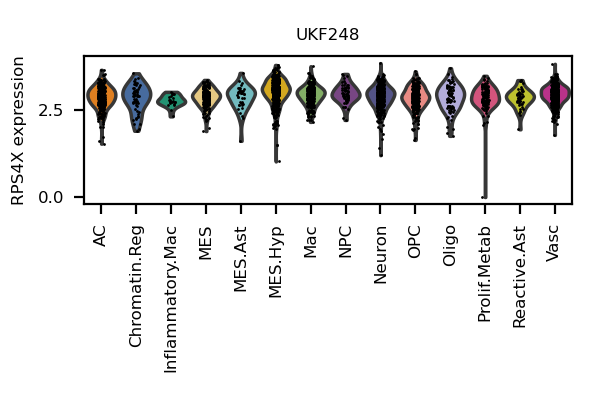 UKF248
RPS4X expression
2.5
0.0
AC
Chromatin.Reg
Inflammatory.Mac
MES
MES.Ast
MES.Hyp
Mac
NPC
Neuron
OPC
Oligo
Prolif.Metab
Reactive.Ast
Vasc